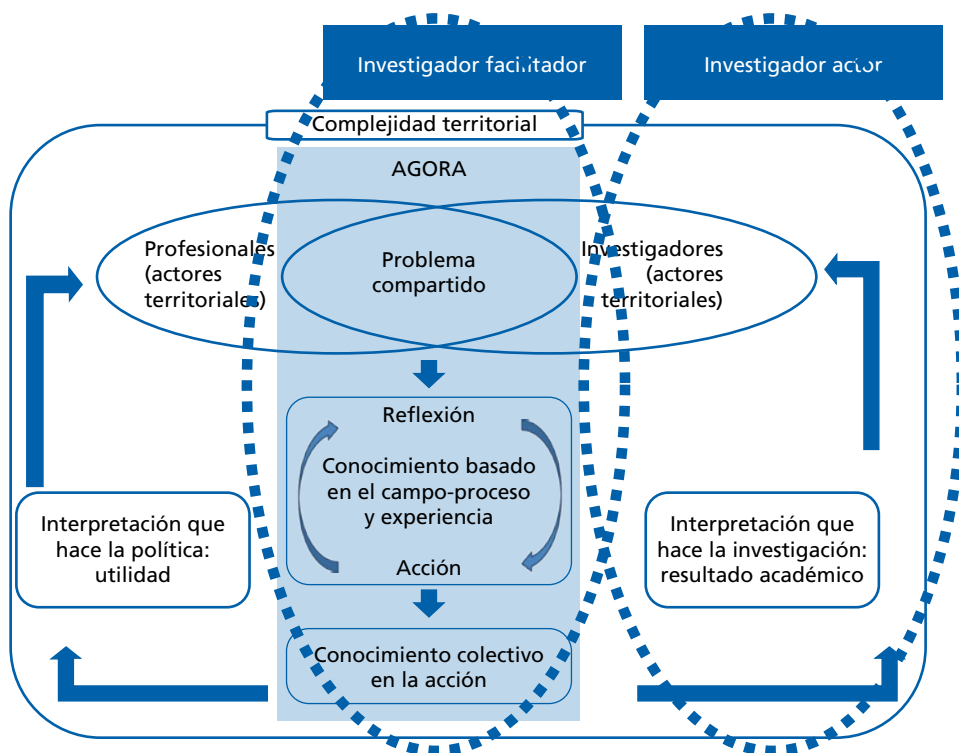 Investigador facilitador
Investigador actor
Complejidad territorial
AGORA
Profesionales
(actores
territoriales)
Problema
compartido
Investigadores
(actores
territoriales)
Reflexión
Conocimiento basado
en el campo-proceso
y experiencia
Acción
Interpretación que
hace la política:
utilidad
Interpretación que
hace la investigación:
resultado académico
Conocimiento colectivo
en la acción